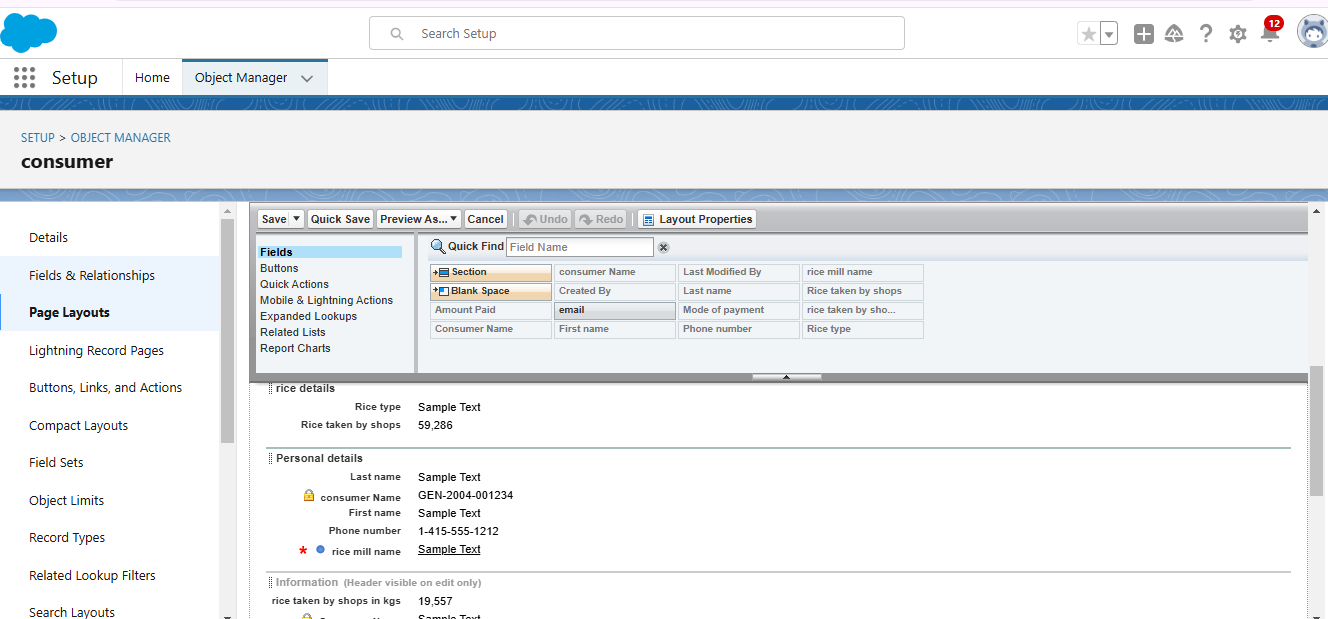 Search Setup
12
Setup
Home
Object Manager
SETUP > OBJECT MANAGER
consumer
Details
Fields & Relationships
Page Layouts
Lightning Record Pages
Buttons, Links, and Actions
Compact Layouts
Field Sets
Object Limits
Record Types
Related Lookup Filters
Search Layouts
Save Quick Save Preview As... Cancel Undo Redo Layout Properties
Fields
Buttons
Quick Actions
Mobile & Lightning Actions
Expanded Lookups
Related Lists
Report Charts
Quick Find Field Name
Section consumer Name Last Modified By rice mill name
Blank Space Created By Last name Rice taken by shops
Amount Paid email Mode of payment rice taken by sho...
Consumer Name First name Phone number Rice type
rice details
Rice type Sample Text
Rice taken by shops 59,286
Personal details
Last name Sample Text
consumer Name GEN-2004-001234
First name Sample Text
Phone number 1-415-555-1212
* rice mill name Sample Text
Information (Header visible on edit only)
rice taken by shops in kgs 19,557